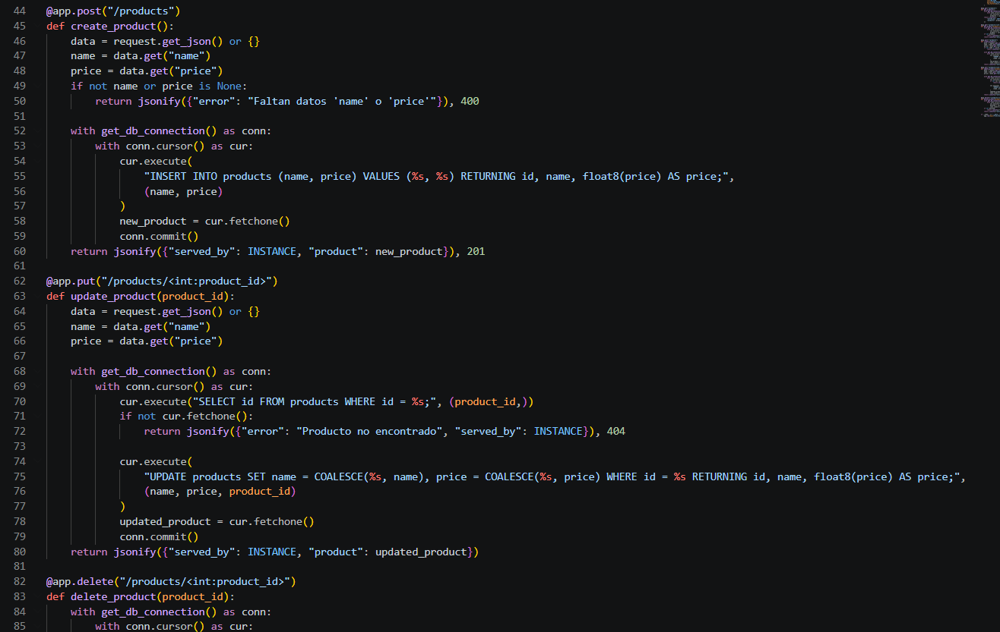 44 @app.post("/products")
45 def create_product():
46     data = request.get_json() or {}
47     name = data.get("name")
48     price = data.get("price")
49     if not name or price is None:
50         return jsonify({"error": "Faltan datos 'name' o 'price'"}), 400
51
52     with get_db_connection() as conn:
53         with conn.cursor() as cur:
54             cur.execute(
55                 "INSERT INTO products (name, price) VALUES (%s, %s) RETURNING id, name, float8(price) AS price;",
56                 (name, price)
57             )
58             new_product = cur.fetchone()
59             conn.commit()
60     return jsonify({"served_by": INSTANCE, "product": new_product}), 201
61
62 @app.put("/products/<int:product_id>")
63 def update_product(product_id):
64     data = request.get_json() or {}
65     name = data.get("name")
66     price = data.get("price")
67
68     with get_db_connection() as conn:
69         with conn.cursor() as cur:
70             cur.execute("SELECT id FROM products WHERE id = %s;", (product_id,))
71             if not cur.fetchone():
72                 return jsonify({"error": "Producto no encontrado", "served_by": INSTANCE}), 404
73
74             cur.execute(
75                 "UPDATE products SET name = COALESCE(%s, name), price = COALESCE(%s, price) WHERE id = %s RETURNING id, name, float8(price) AS price;",
76                 (name, price, product_id)
77             )
78             updated_product = cur.fetchone()
79             conn.commit()
80     return jsonify({"served_by": INSTANCE, "product": updated_product})
81
82 @app.delete("/products/<int:product_id>")
83 def delete_product(product_id):
84     with get_db_connection() as conn:
85         with conn.cursor() as cur: